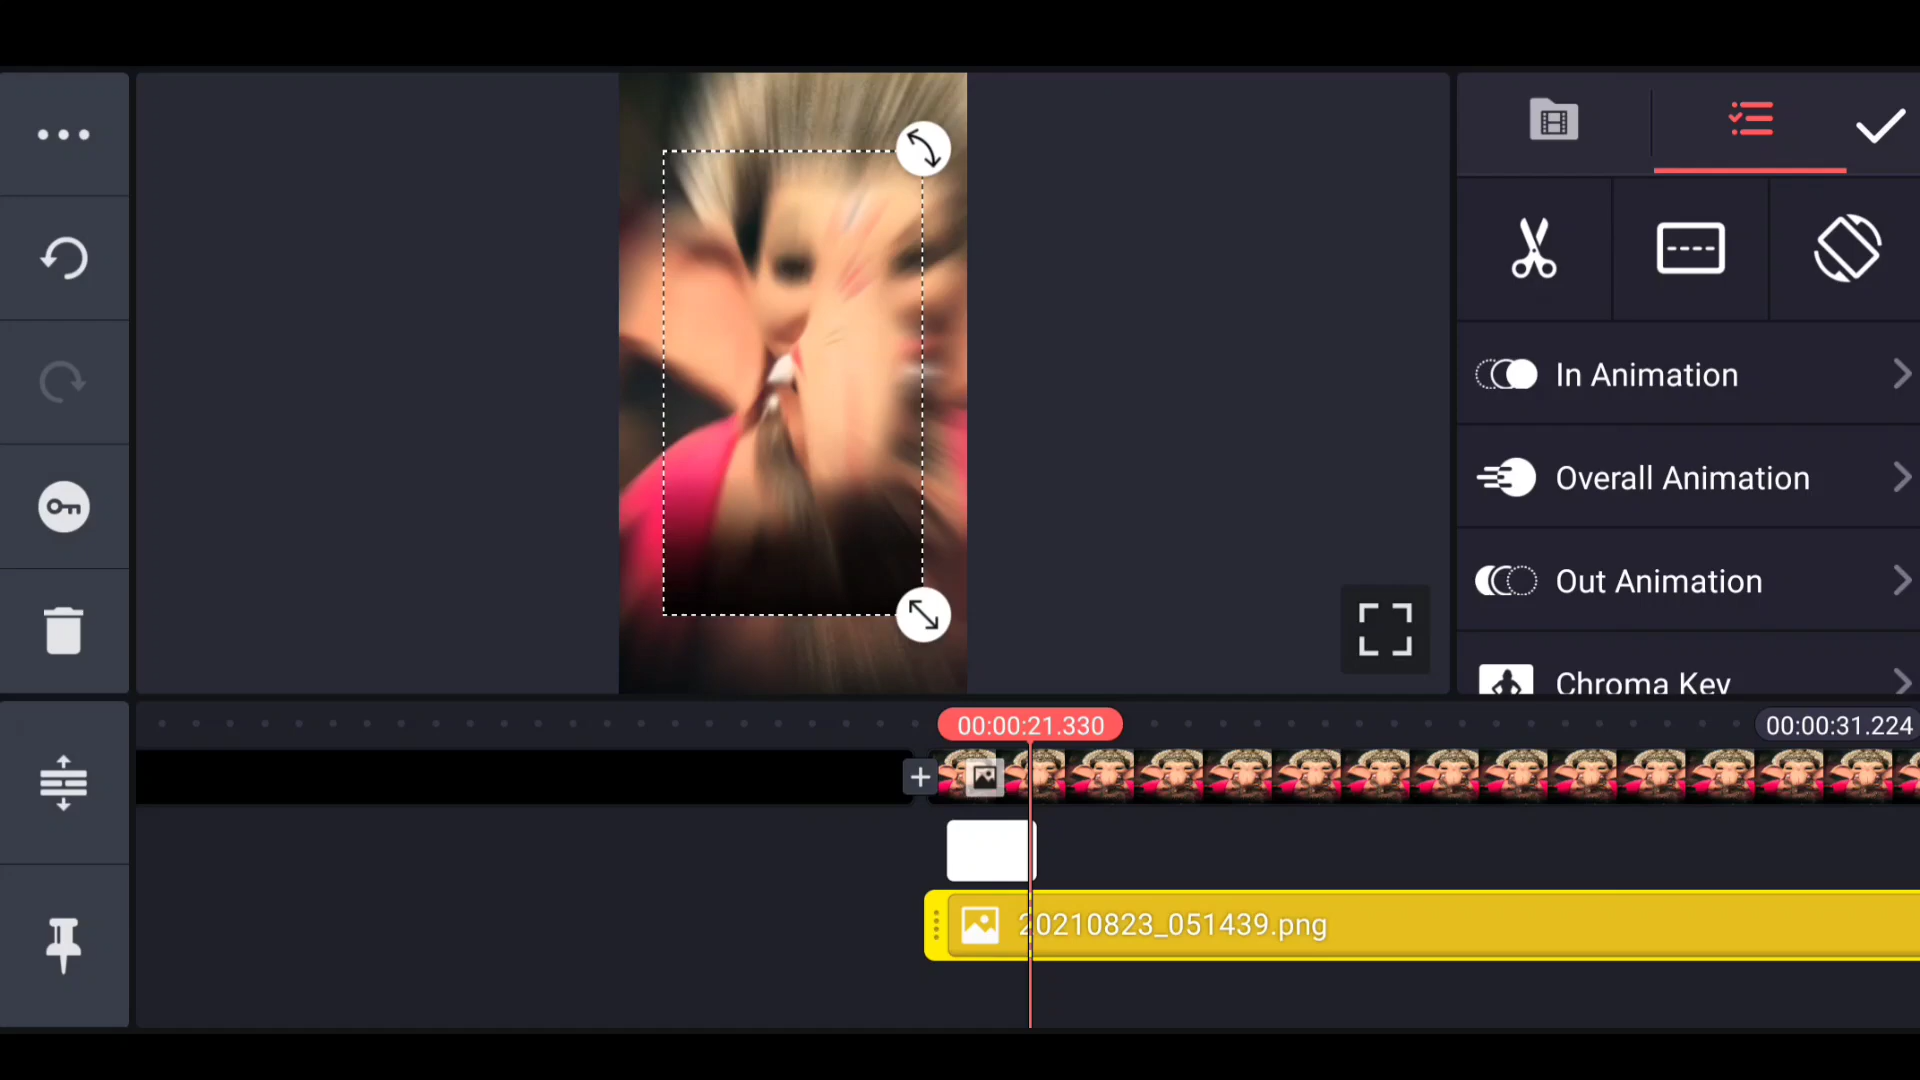 In Animation
Overall Animation
Out Animation
Chroma Key
00:00:21.330
00:00:31.224
20210823_051439.png